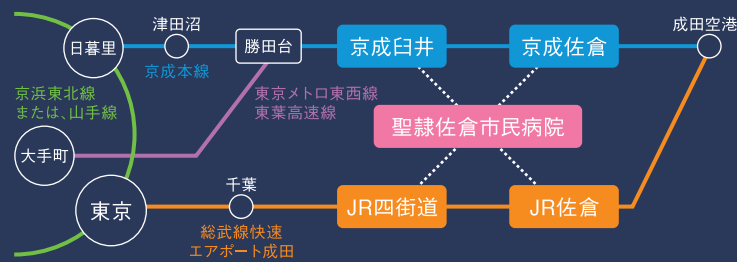 津田沼
成田空港
日暮里
勝田台
京成臼井
京成佐倉
京成本線
京浜東北線
または、山手線
東京メトロ東西線
東葉高速線
聖隷佐倉市民病院
大手町
千葉
東京
JR四街道
JR佐倉
総武線快速
エアポート成田